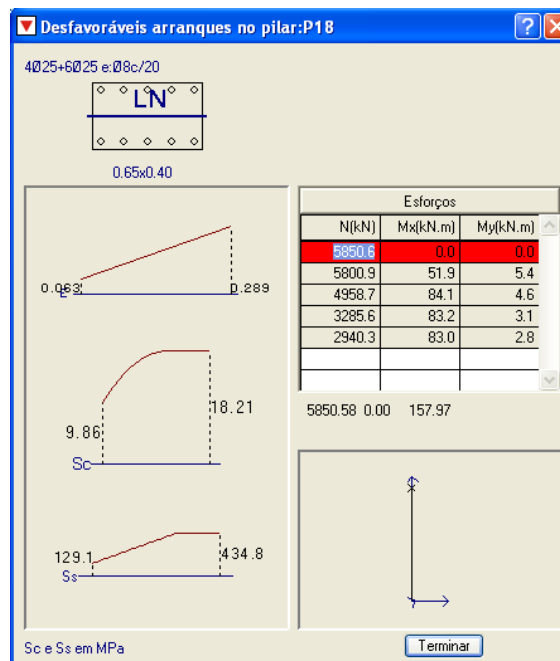 Desfavoráveis arranques no pilar:P18
4Ø25+6Ø25 e:Ø8c/20
LN
0.65x0.40
Esforços
N(kN) Mx(kN.m) My(kN.m)
5850.6 0.0 0.0
5800.9 51.9 5.4
4958.7 84.1 4.6
3285.6 83.2 3.1
2940.3 83.0 2.8
5850.58 0.00 157.97
0.063 0.289
9.86 18.21
Sc
129.1 434.8
Ss
Sc e Ss em MPa
Terminar